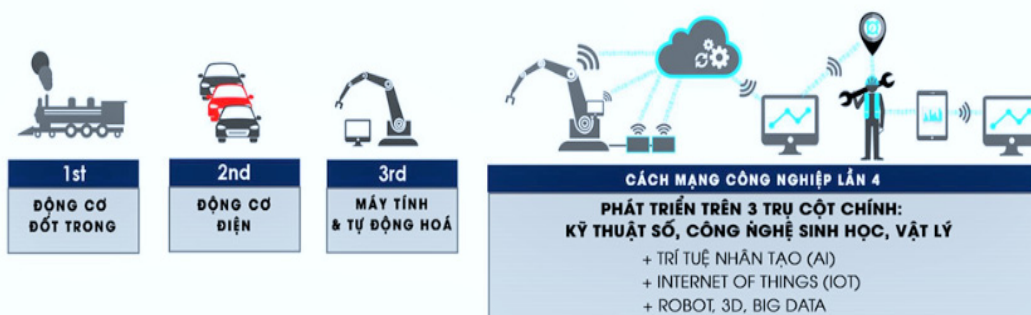 1st
ĐỘNG CƠ
ĐỐT TRONG
2nd
ĐỘNG CƠ
ĐIỆN
3rd
MÁY TÍNH
& TỰ ĐỘNG HOÁ
CÁCH MẠNG CÔNG NGHIỆP LẦN 4
PHÁT TRIỂN TRÊN 3 TRỤ CỘT CHÍNH:
KỸ THUẬT SỐ, CÔNG NGHỆ SINH HỌC, VẬT LÝ
+ TRÍ TUỆ NHÂN TẠO (AI)
+ INTERNET OF THINGS (IOT)
+ ROBOT, 3D, BIG DATA